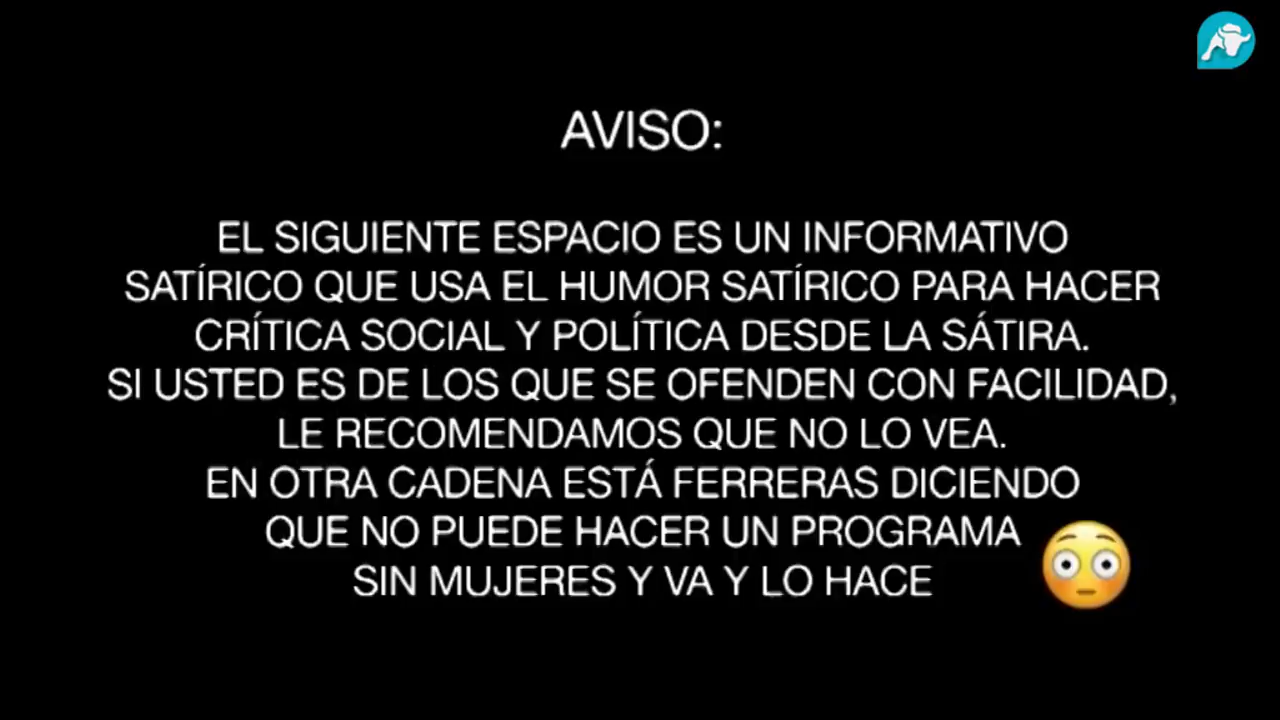 AVISO:
EL SIGUIENTE ESPACIO ES UN INFORMATIVO
SATÍRICO QUE USA EL HUMOR SATÍRICO PARA HACER
CRÍTICA SOCIAL Y POLÍTICA DESDE LA SÁTIRA.
SI USTED ES DE LOS QUE SE OFENDEN CON FACILIDAD,
LE RECOMENDAMOS QUE NO LO VEA.
EN OTRA CADENA ESTÁ FERRERAS DICIENDO
QUE NO PUEDE HACER UN PROGRAMA
SIN MUJERES Y VA Y LO HACE